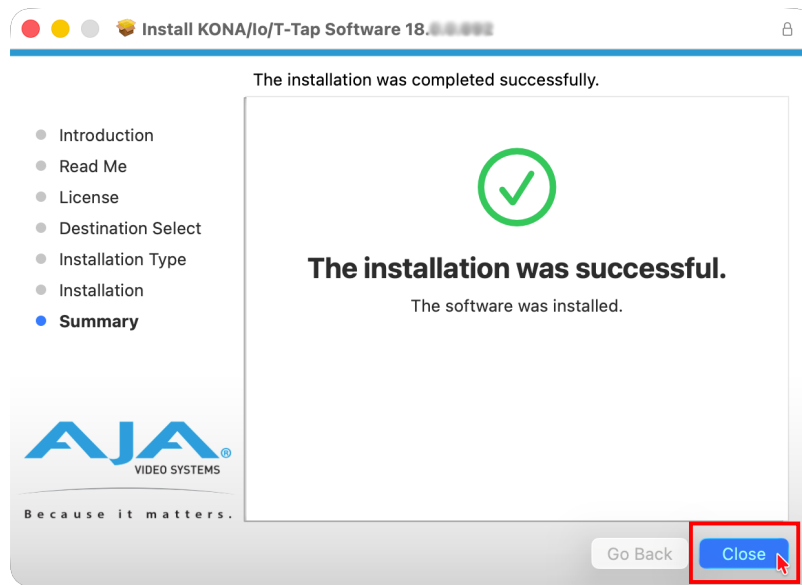 Install KONA/Io/T-Tap Software 18.
The installation was completed successfully.
Introduction
Read Me
License
Destination Select
Installation Type
Installation
Summary
The installation was successful.
The software was installed.
AJA®
VIDEO SYSTEMS
Because it matters.
Go Back
Close